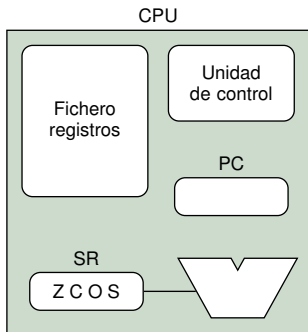 CPU
Fichero
registros
Unidad
de control
PC
SR
Z C O S